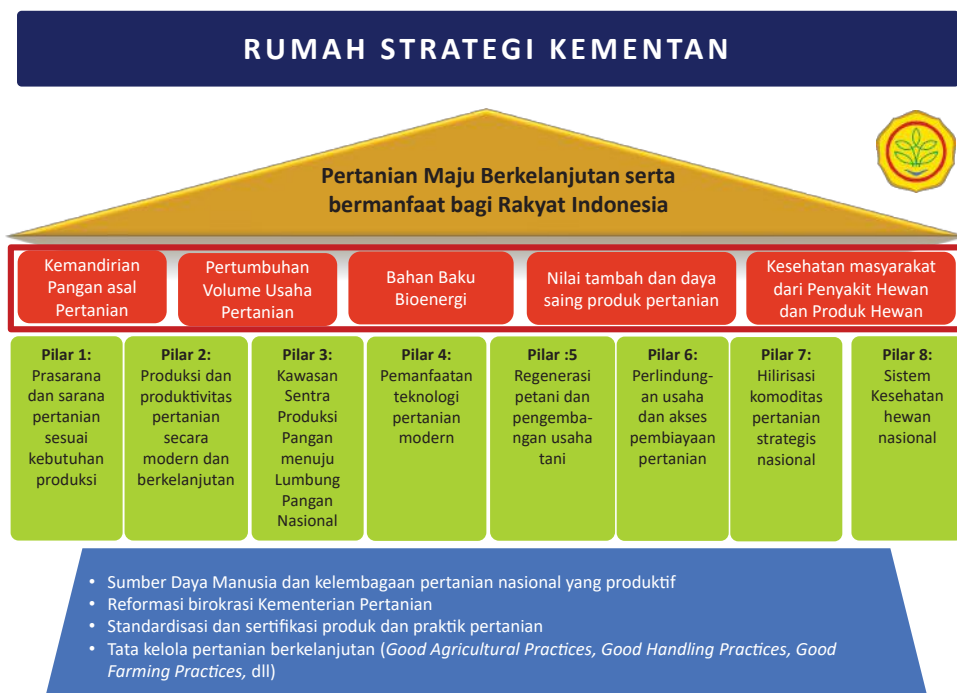 RUMAH STRATEGI KEMENTAN
Pertanian Maju Berkelanjutan serta
bermanfaat bagi Rakyat Indonesia
Kemandirian
Pangan asal
Pertanian
Pertumbuhan
Volume Usaha
Pertanian
Bahan Baku
Bioenergi
Nilai tambah dan daya
saing produk pertanian
Kesehatan masyarakat
dari Penyakit Hewan
dan Produk Hewan
Pilar 1:
Prasarana
dan sarana
pertanian
sesuai
kebutuhan
produksi
Pilar 2:
Produksi dan
produktivitas
pertanian
secara
modern dan
berkelanjutan
Pilar 3:
Kawasan
Sentra
Produksi
Pangan
menuju
Lumbung
Pangan
Nasional
Pilar 4:
Pemanfaatan
teknologi
pertanian
modern
Pilar :5
Regenerasi
petani dan
pengemba-
ngan usaha
tani
Pilar 6:
Perlindung-
an usaha
dan akses
pembiayaan
pertanian
Pilar 7:
Hilirisasi
komoditas
pertanian
strategis
nasional
Pilar 8:
Sistem
Kesehatan
hewan
nasional
• Sumber Daya Manusia dan kelembagaan pertanian nasional yang produktif
• Reformasi birokrasi Kementerian Pertanian
• Standardisasi dan sertifikasi produk dan praktik pertanian
• Tata kelola pertanian berkelanjutan (Good Agricultural Practices, Good Handling Practices, Good
Farming Practices, dll)